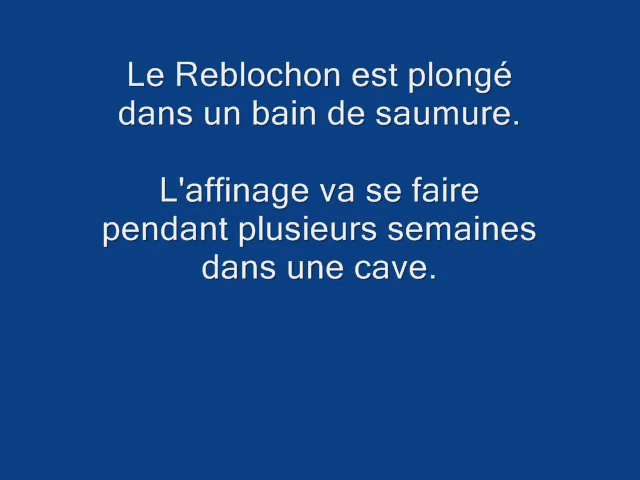 Le Reblochon est plongé
dans un bain de saumure.
L'affinage va se faire
pendant plusieurs semaines
dans une cave.